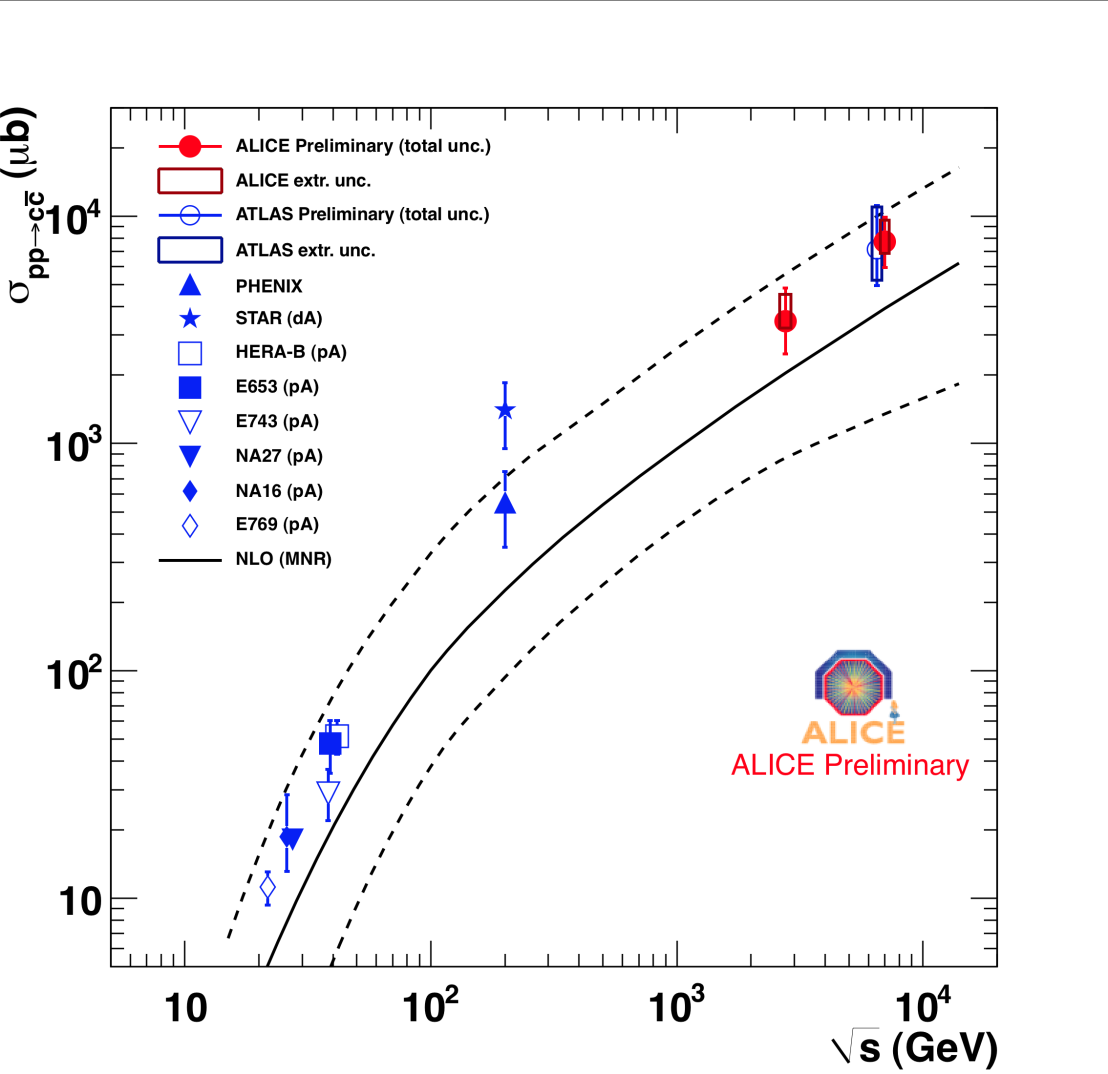 σpp→cc̅ (μb)
10⁴
10³
10²
10
ALICE Preliminary (total unc.)
ALICE extr. unc.
ATLAS Preliminary (total unc.)
ATLAS extr. unc.
PHENIX
STAR (dA)
HERA-B (pA)
E653 (pA)
E743 (pA)
NA27 (pA)
NA16 (pA)
E769 (pA)
NLO (MNR)
ALICE
ALICE Preliminary
10 10² 10³ 10⁴
√s (GeV)